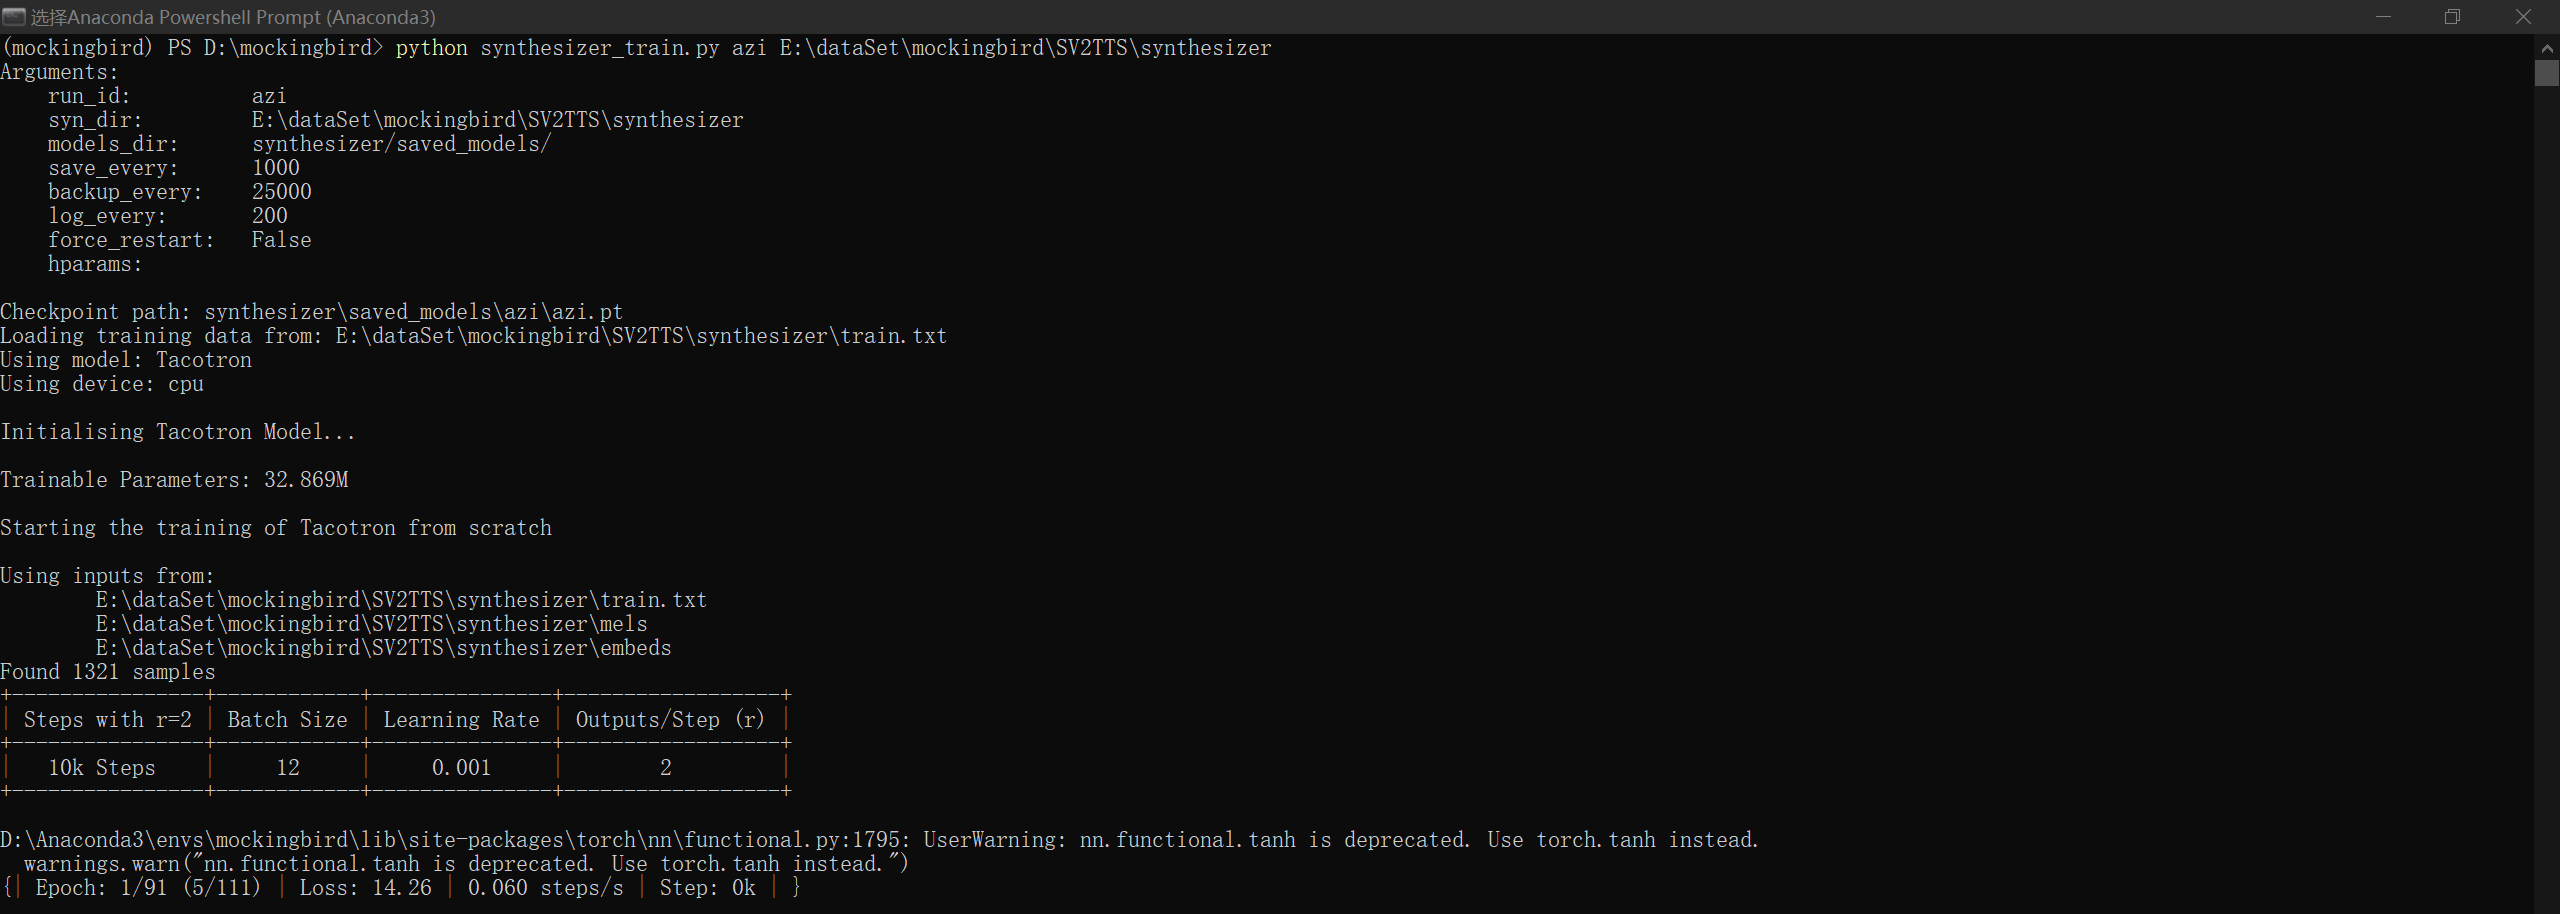 选择Anaconda Powershell Prompt (Anaconda3)
(mockingbird) PS D:\mockingbird> python synthesizer_train.py azi E:\dataSet\mockingbird\SV2TTS\synthesizer
Arguments:
    run_id:          azi
    syn_dir:         E:\dataSet\mockingbird\SV2TTS\synthesizer
    models_dir:      synthesizer/saved_models/
    save_every:      1000
    backup_every:    25000
    log_every:       200
    force_restart:   False
    hparams:
Checkpoint path: synthesizer\saved_models\azi\azi.pt
Loading training data from: E:\dataSet\mockingbird\SV2TTS\synthesizer\train.txt
Using model: Tacotron
Using device: cpu
Initialising Tacotron Model...
Trainable Parameters: 32.869M
Starting the training of Tacotron from scratch
Using inputs from:
        E:\dataSet\mockingbird\SV2TTS\synthesizer\train.txt
        E:\dataSet\mockingbird\SV2TTS\synthesizer\mels
        E:\dataSet\mockingbird\SV2TTS\synthesizer\embeds
Found 1321 samples
+----------------+------------+---------------+------------------+
| Steps with r=2 | Batch Size | Learning Rate | Outputs/Step (r) |
+----------------+------------+---------------+------------------+
|   10k Steps    |     12     |     0.001     |        2         |
+----------------+------------+---------------+------------------+
D:\Anaconda3\envs\mockingbird\lib\site-packages\torch\nn\functional.py:1795: UserWarning: nn.functional.tanh is deprecated. Use torch.tanh instead.
  warnings.warn("nn.functional.tanh is deprecated. Use torch.tanh instead.")
{| Epoch: 1/91 (5/111) | Loss: 14.26 | 0.060 steps/s | Step: 0k | }